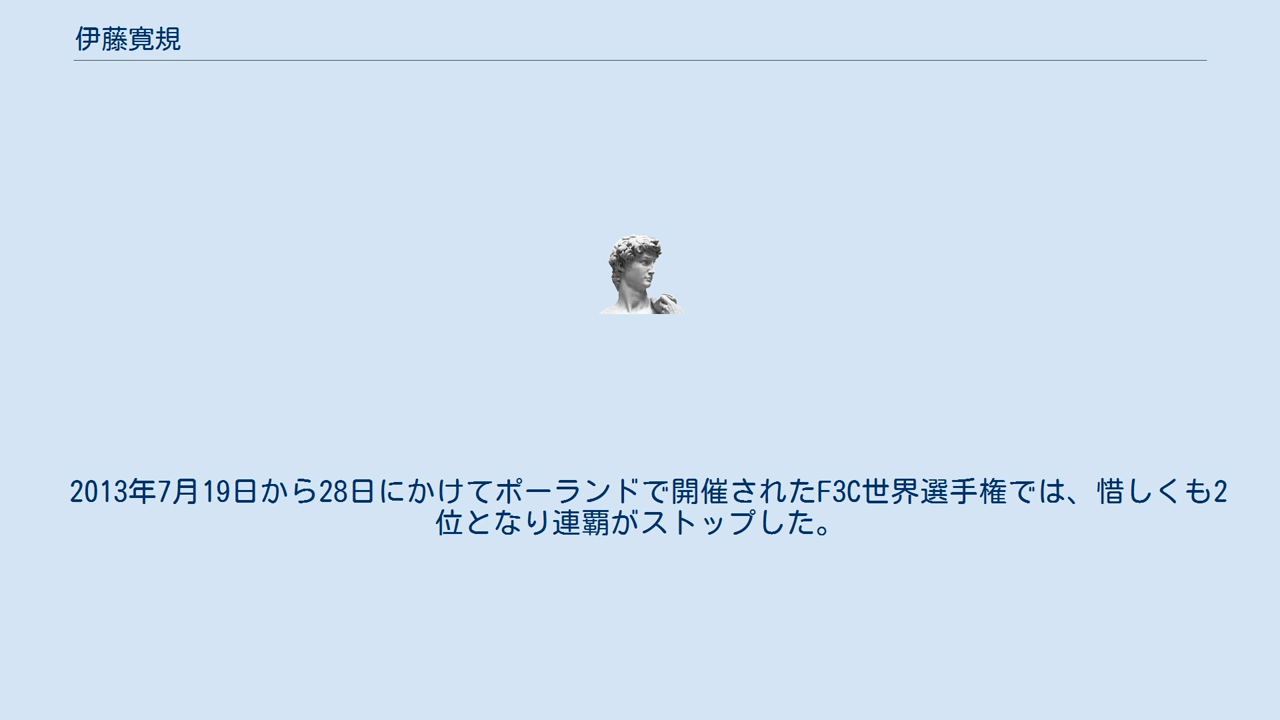 伊藤寛規
2013年7月19日から28日にかけてポーランドで開催されたF3C世界選手権では、惜しくも2
位となり連覇がストップした。